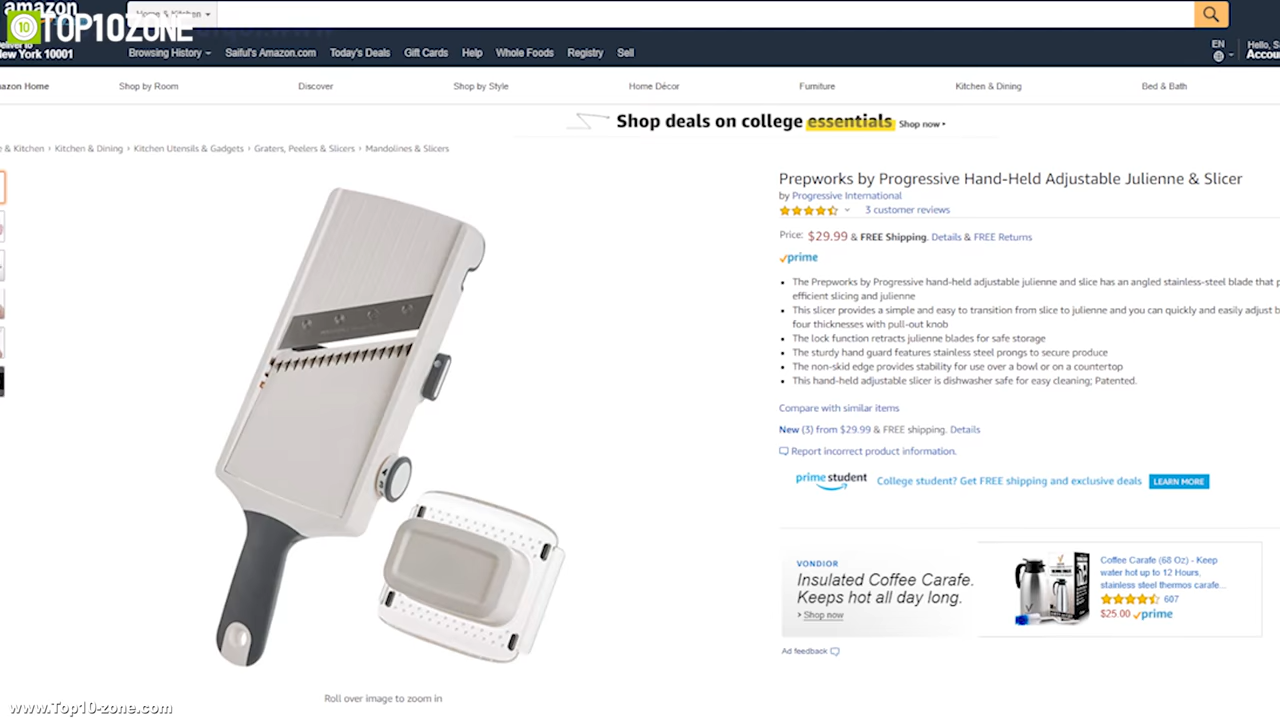 amazon
Home & Kitchen
10
TOP10ZONE
Deliver to
New York 10001
Browsing History
Saiful's Amazon.com
Today's Deals
Gift Cards
Help
Whole Foods
Registry
Sell
EN
Hello, S
Accou
azon Home
Shop by Room
Discover
Shop by Style
Home Décor
Furniture
Kitchen & Dining
Bed & Bath
Shop deals on college essentials Shop now
e & Kitchen › Kitchen & Dining › Kitchen Utensils & Gadgets › Graters, Peelers & Slicers › Mandolines & Slicers
Prepworks by Progressive Hand-Held Adjustable Julienne & Slicer
by Progressive International
3 customer reviews
Price: $29.99 & FREE Shipping. Details & FREE Returns
prime
The Prepworks by Progressive hand-held adjustable julienne and slice has an angled stainless-steel blade that p
efficient slicing and julienne
This slicer provides a simple and easy to transition from slice to julienne and you can quickly and easily adjust b
four thicknesses with pull-out knob
The lock function retracts julienne blades for safe storage
The sturdy hand guard features stainless steel prongs to secure produce
The non-skid edge provides stability for use over a bowl or on a countertop
This hand-held adjustable slicer is dishwasher safe for easy cleaning; Patented.
Compare with similar items
New (3) from $29.99 & FREE shipping. Details
Report incorrect product information.
prime student College student? Get FREE shipping and exclusive deals LEARN MORE
VONDIOR
Insulated Coffee Carafe.
Keeps hot all day long.
› Shop now
Coffee Carafe (68 Oz) - Keep
water hot up to 12 Hours,
stainless steel thermos carafe...
607
$25.00 prime
Ad feedback
Roll over image to zoom in
www.Top10-zone.com